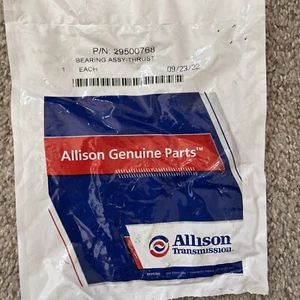 P/N: 29500768
BEARING ASSY-THRUST
1 EACH 09/23/22
Allison Genuine Parts™
Allison
Transmission